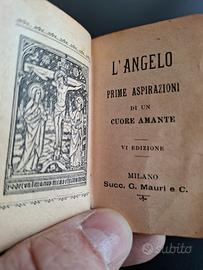 L'ANGELO
PRIME ASPIRAZIONI
DI UN
CUORE AMANTE
VI EDIZIONE
MILANO
Succ. G. Mauri e C.
subito